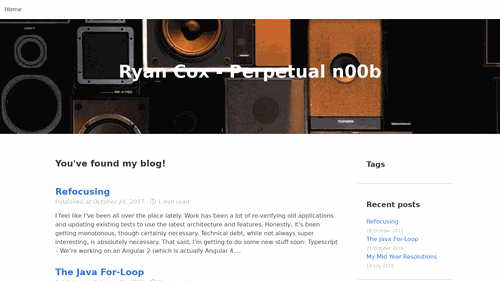 Home
Ryan Cox - Perpetual n00b
You've found my blog!
Refocusing
Published at October 28, 2017 · 1 min read
I feel like I've been all over the place lately. Work has been a lot of re-verifying old applications
and updating existing tests to use the latest architecture and features. Honestly, it's been
getting monotonous, though certainly necessary. Technical debt, while not always super
interesting, is absolutely necessary. That said, I'm getting to do some new stuff soon: Typescript
– We're working on an Angular 2 (which is actually Angular 4....
The Java For-Loop
Tags
Recent posts
Refocusing
28 October 2017
The Java For-Loop
21 October 2016
My Mid Year Resolutions
14 July 2015